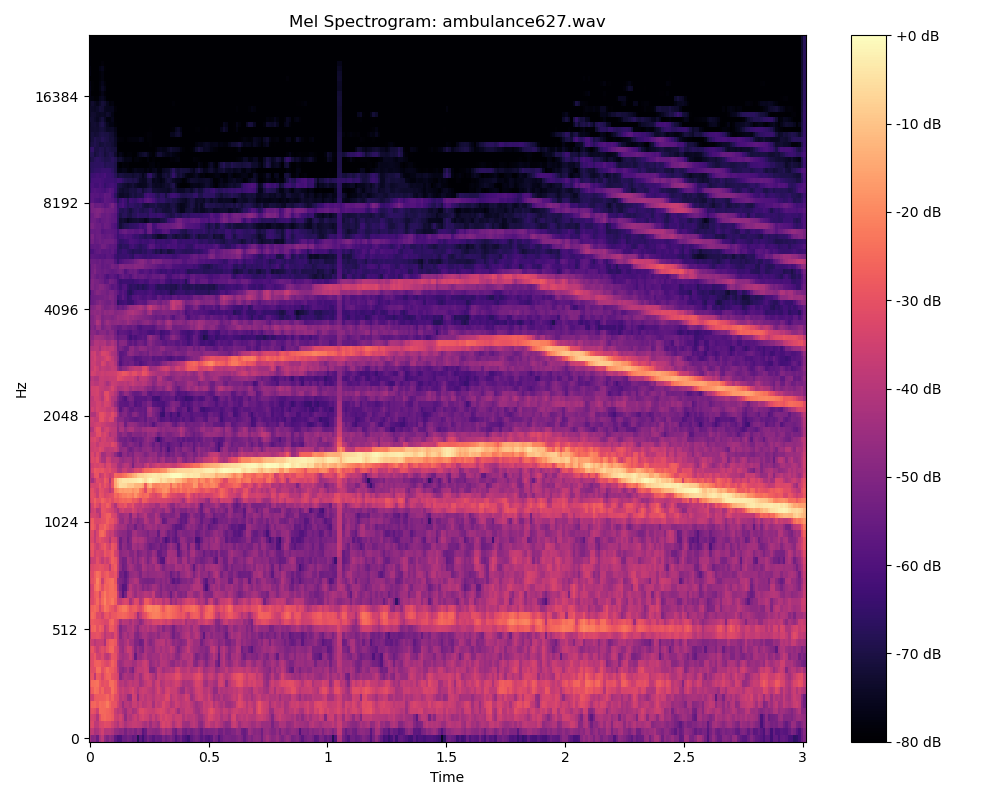 Mel Spectrogram: ambulance627.wav
+0 dB
16384
-10 dB
-20 dB
8192
-30 dB
4096
Hz
-40 dB
2048
-50 dB
1024
-60 dB
512
-70 dB
0
-80 dB
0 0.5 1 1.5 2 2.5 3
Time